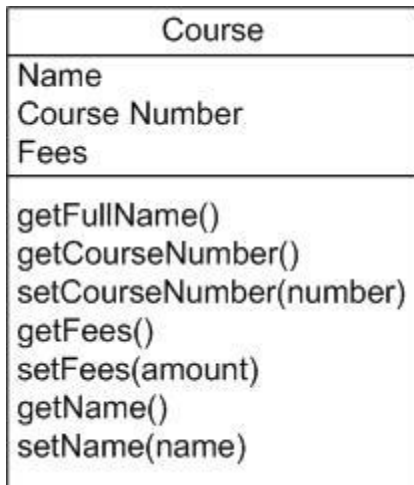 Course
Name
Course Number
Fees
getFullName()
getCourseNumber()
setCourseNumber(number)
getFees()
setFees(amount)
getName()
setName(name)